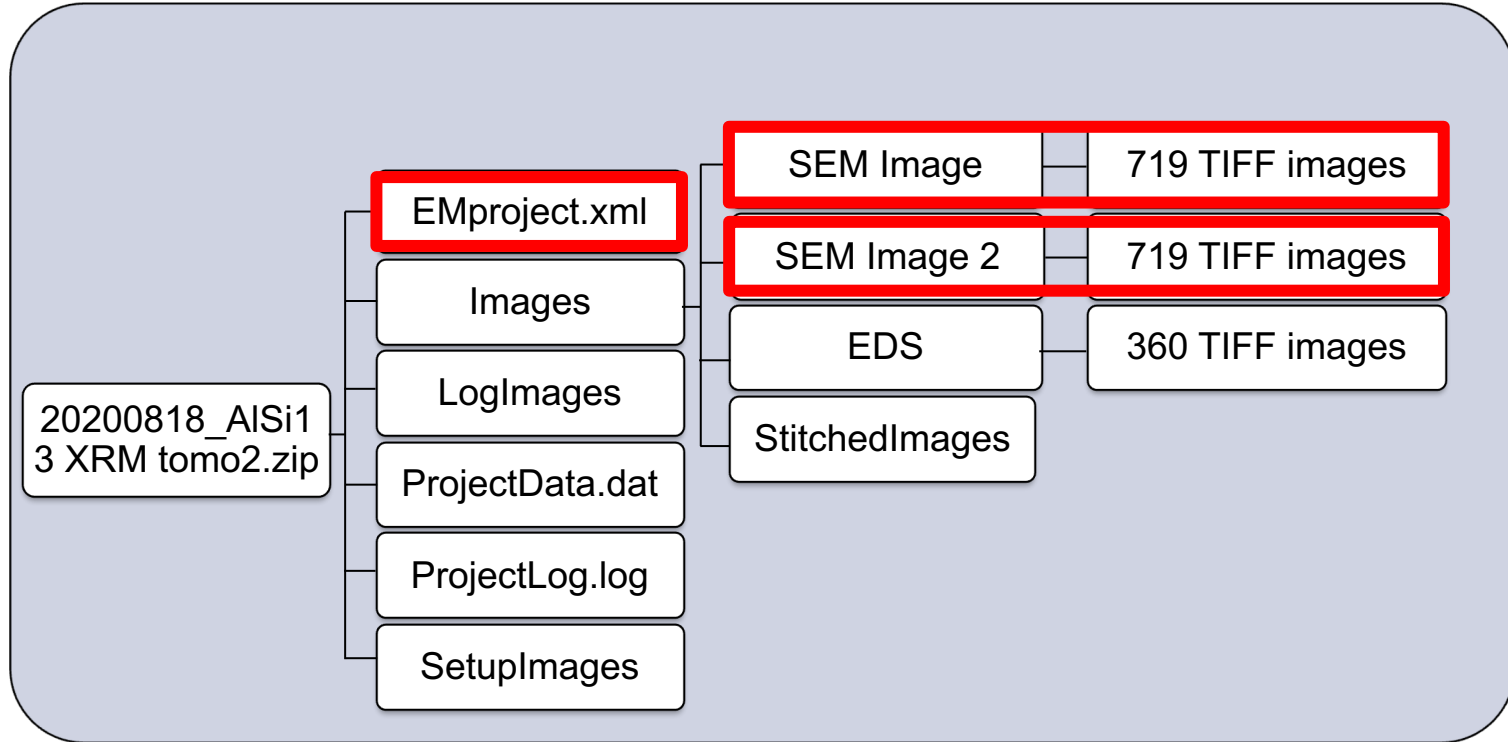 20200818_AlSi1
3 XRM tomo2.zip
EMproject.xml
Images
LogImages
ProjectData.dat
ProjectLog.log
SetupImages
SEM Image
719 TIFF images
SEM Image 2
719 TIFF images
EDS
360 TIFF images
StitchedImages